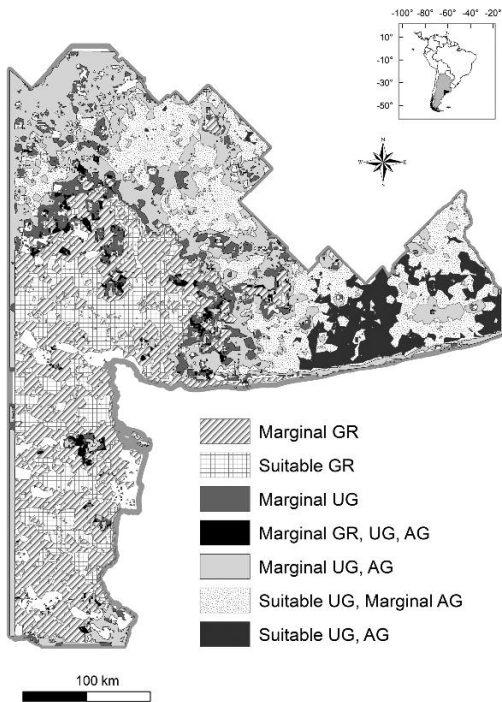 -100° -80° -60° -40° -20°
10°
-10°
-30°
-50°
N
W E
S
Marginal GR
Suitable GR
Marginal UG
Marginal GR, UG, AG
Marginal UG, AG
Suitable UG, Marginal AG
Suitable UG, AG
100 km